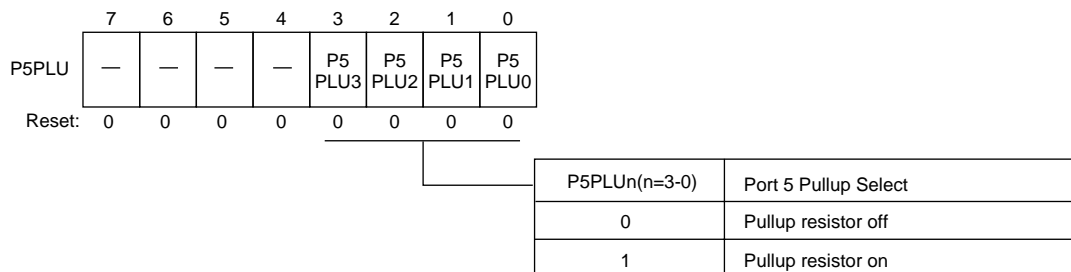 7 6 5 4 3 2 1 0
P5PLU — — — — P5 PLU3 P5 PLU2 P5 PLU1 P5 PLU0
Reset: 0 0 0 0 0 0 0 0
P5PLUn(n=3-0) Port 5 Pullup Select
0 Pullup resistor off
1 Pullup resistor on